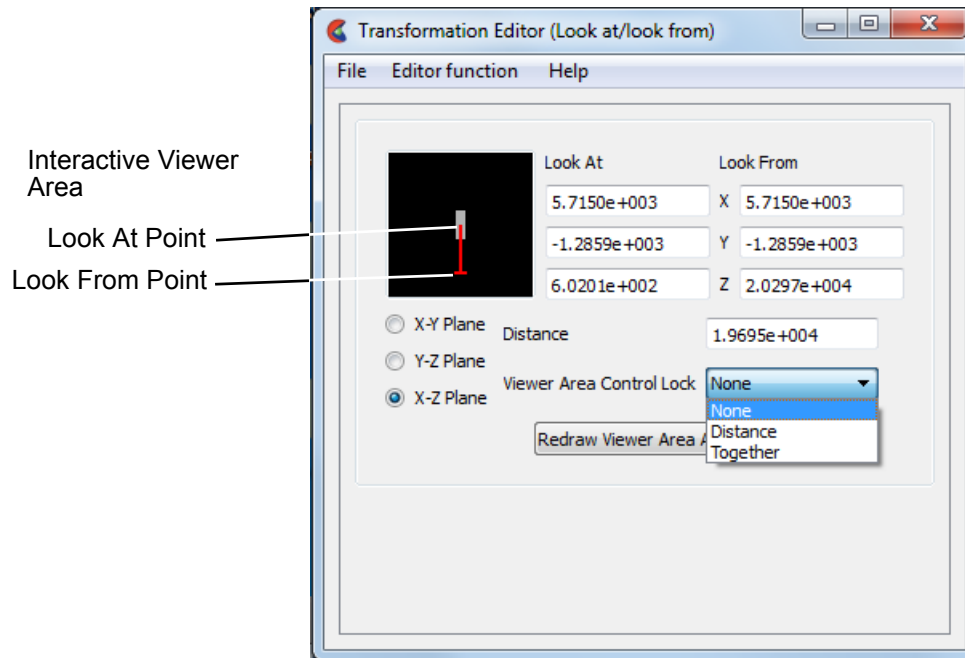 Transformation Editor (Look at/look from)
File Editor function Help
Interactive Viewer
Area
Look At Point
Look From Point
Look At Look From
5.7150e+003 X 5.7150e+003
-1.2859e+003 Y -1.2859e+003
6.0201e+002 Z 2.0297e+004
X-Y Plane
Y-Z Plane
X-Z Plane
Distance 1.9695e+004
Viewer Area Control Lock None
None
Distance
Together
Redraw Viewer Area